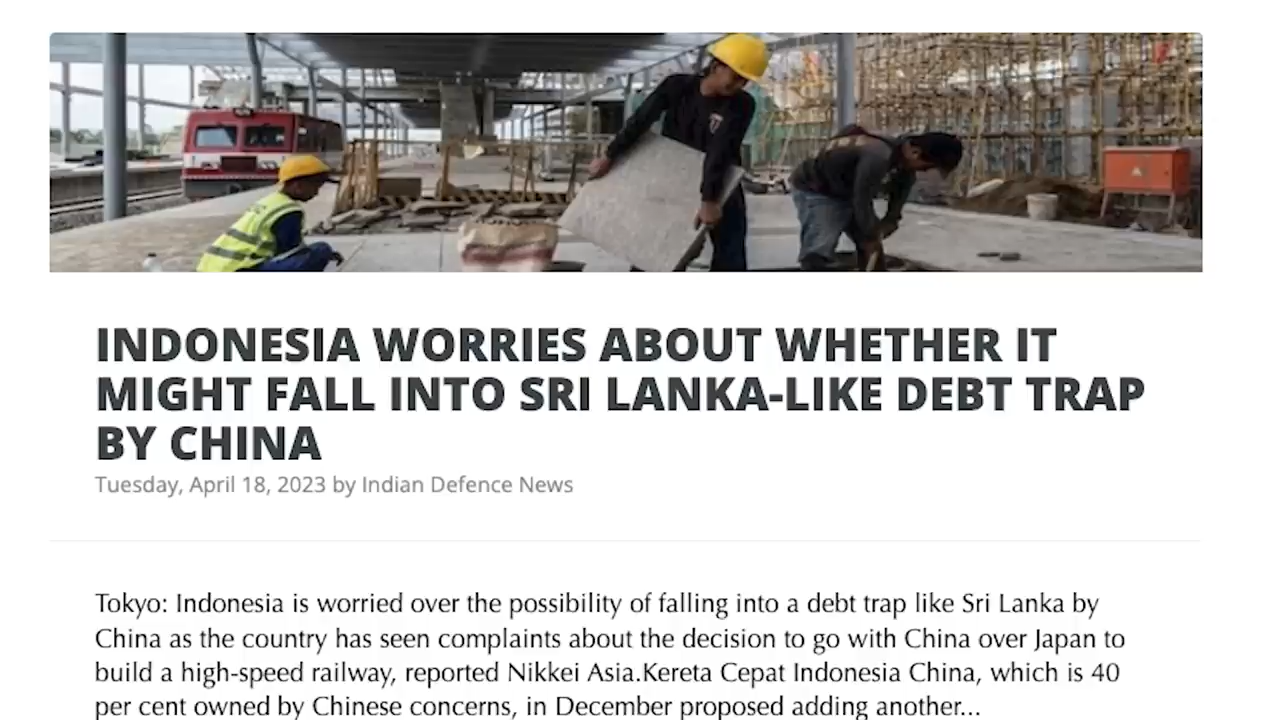 INDONESIA WORRIES ABOUT WHETHER IT
MIGHT FALL INTO SRI LANKA-LIKE DEBT TRAP
BY CHINA
Tuesday, April 18, 2023 by Indian Defence News
Tokyo: Indonesia is worried over the possibility of falling into a debt trap like Sri Lanka by
China as the country has seen complaints about the decision to go with China over Japan to
build a high-speed railway, reported Nikkei Asia.Kereta Cepat Indonesia China, which is 40
per cent owned by Chinese concerns, in December proposed adding another...